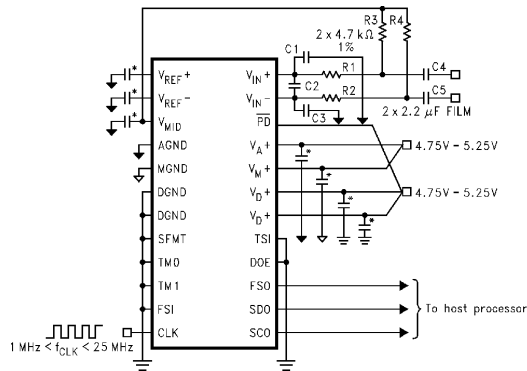 R3 R4
2 x 4.7 kΩ
1%
C1
R1
C4
C2
R2
C5
C3
2 x 2.2 μF FILM
VREF+
VREF-
VMID
AGND
MGND
DGND
DGND
SFMT
TM0
TM1
FSI
CLK
VIN+
VIN-
PD
VA+
VM+
VD+
VD+
TSI
DOE
FSO
SDO
SCO
*
*
*
*
*
*
*
4.75V - 5.25V
4.75V - 5.25V
To host processor
1 MHz < fCLK < 25 MHz